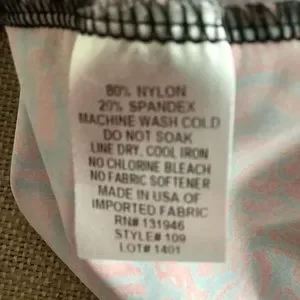 80% NYLON
20% SPANDEX
MACHINE WASH COLD
DO NOT SOAK
LINE DRY, COOL IRON
NO CHLORINE BLEACH
NO FABRIC SOFTENER
MADE IN USA OF
IMPORTED FABRIC
RN# 131946
STYLE# 109
LOT# 1401